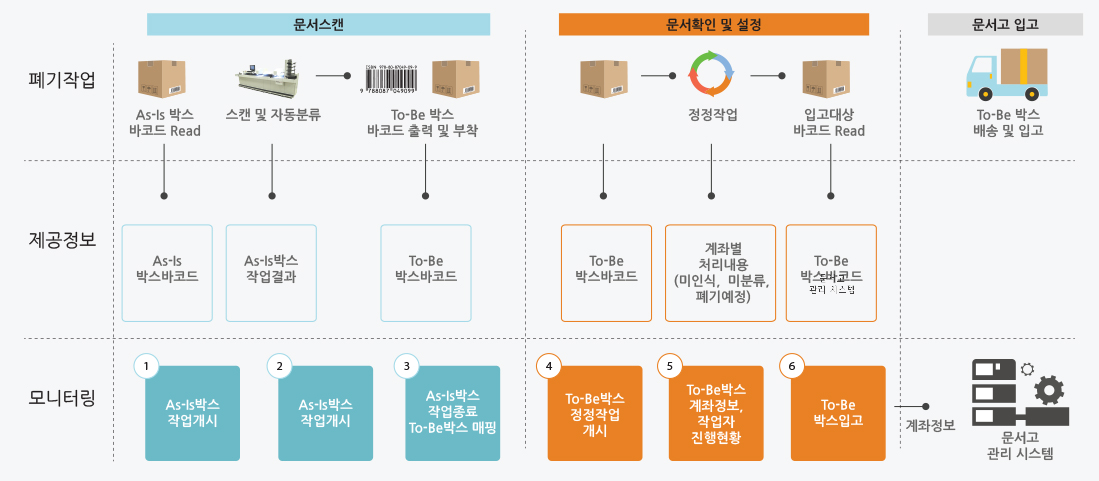 문서스캔
문서확인 및 설정
문서고 입고
폐기작업
As-Is 박스
바코드 Read
스캔 및 자동분류
ISBN 978-80-87049-09-9
9 788087 049099
To-Be 박스
바코드 출력 및 부착
정정작업
입고대상
바코드 Read
To-Be 박스
배송 및 입고
제공정보
As-Is
박스바코드
As-Is박스
작업결과
To-Be
박스바코드
To-Be
박스바코드
계좌별
처리내용
(미인식, 미분류,
폐기예정)
To-Be
박스바코드
관리 시스템
모니터링
1
As-Is박스
작업개시
2
As-Is박스
작업개시
3
As-Is박스
작업종료
To-Be박스 매핑
4
To-Be박스
정정작업
개시
5
To-Be박스
계좌정보,
작업자
진행현황
6
To-Be
박스입고
계좌정보
문서고
관리 시스템